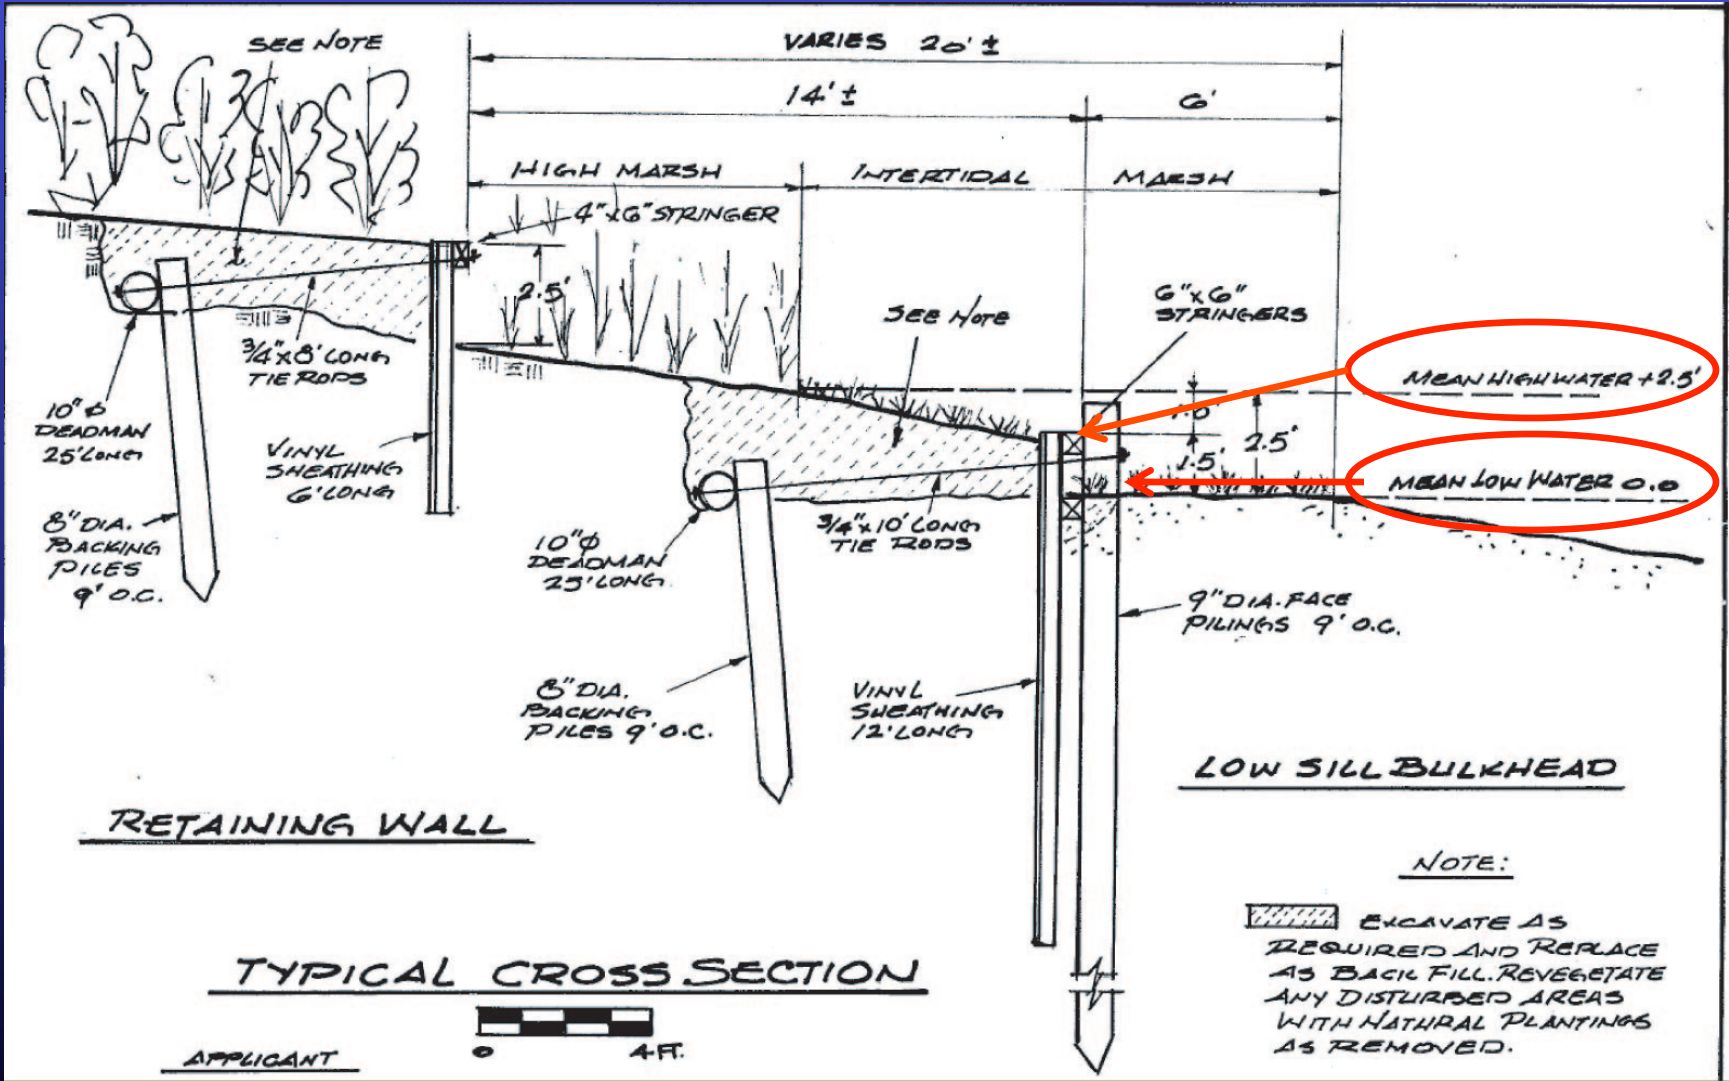 SEE NOTE
VARIES 20' ±
14' ±
6'
HIGH MARSH
INTERTIDAL MARSH
4"x6" STRINGER
2.5'
SEE NOTE
6"x6"
STRINGERS
MEAN HIGH WATER +2.5'
1.0'
2.5'
1.5'
MEAN LOW WATER 0.0
3/4"x8' LONG
TIE RODS
10"Φ
DEADMAN
25' LONG
VINYL
SHEATHING
6' LONG
8" DIA.
BACKING
PILES
9' O.C.
3/4"x10' LONG
TIE RODS
10"Φ
DEADMAN
25' LONG
9" DIA. FACE
PILINGS 9' O.C.
8" DIA.
BACKING
PILES 9' O.C.
VINYL
SHEATHING
12' LONG
LOW SILL BULKHEAD
RETAINING WALL
NOTE:
EXCAVATE AS
REQUIRED AND REPLACE
AS BACK FILL. REVEGETATE
ANY DISTURBED AREAS
WITH NATURAL PLANTINGS
AS REMOVED.
TYPICAL CROSS SECTION
0 4 FT.
APPLICANT